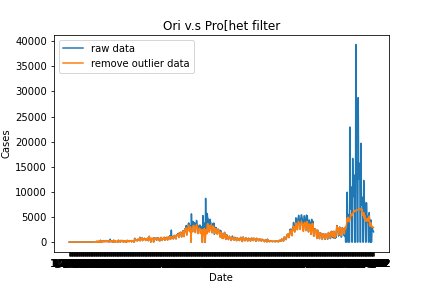 Ori v.s Pro[het filter
40000
35000
30000
25000
20000
15000
10000
5000
0
Cases
raw data
remove outlier data
Date